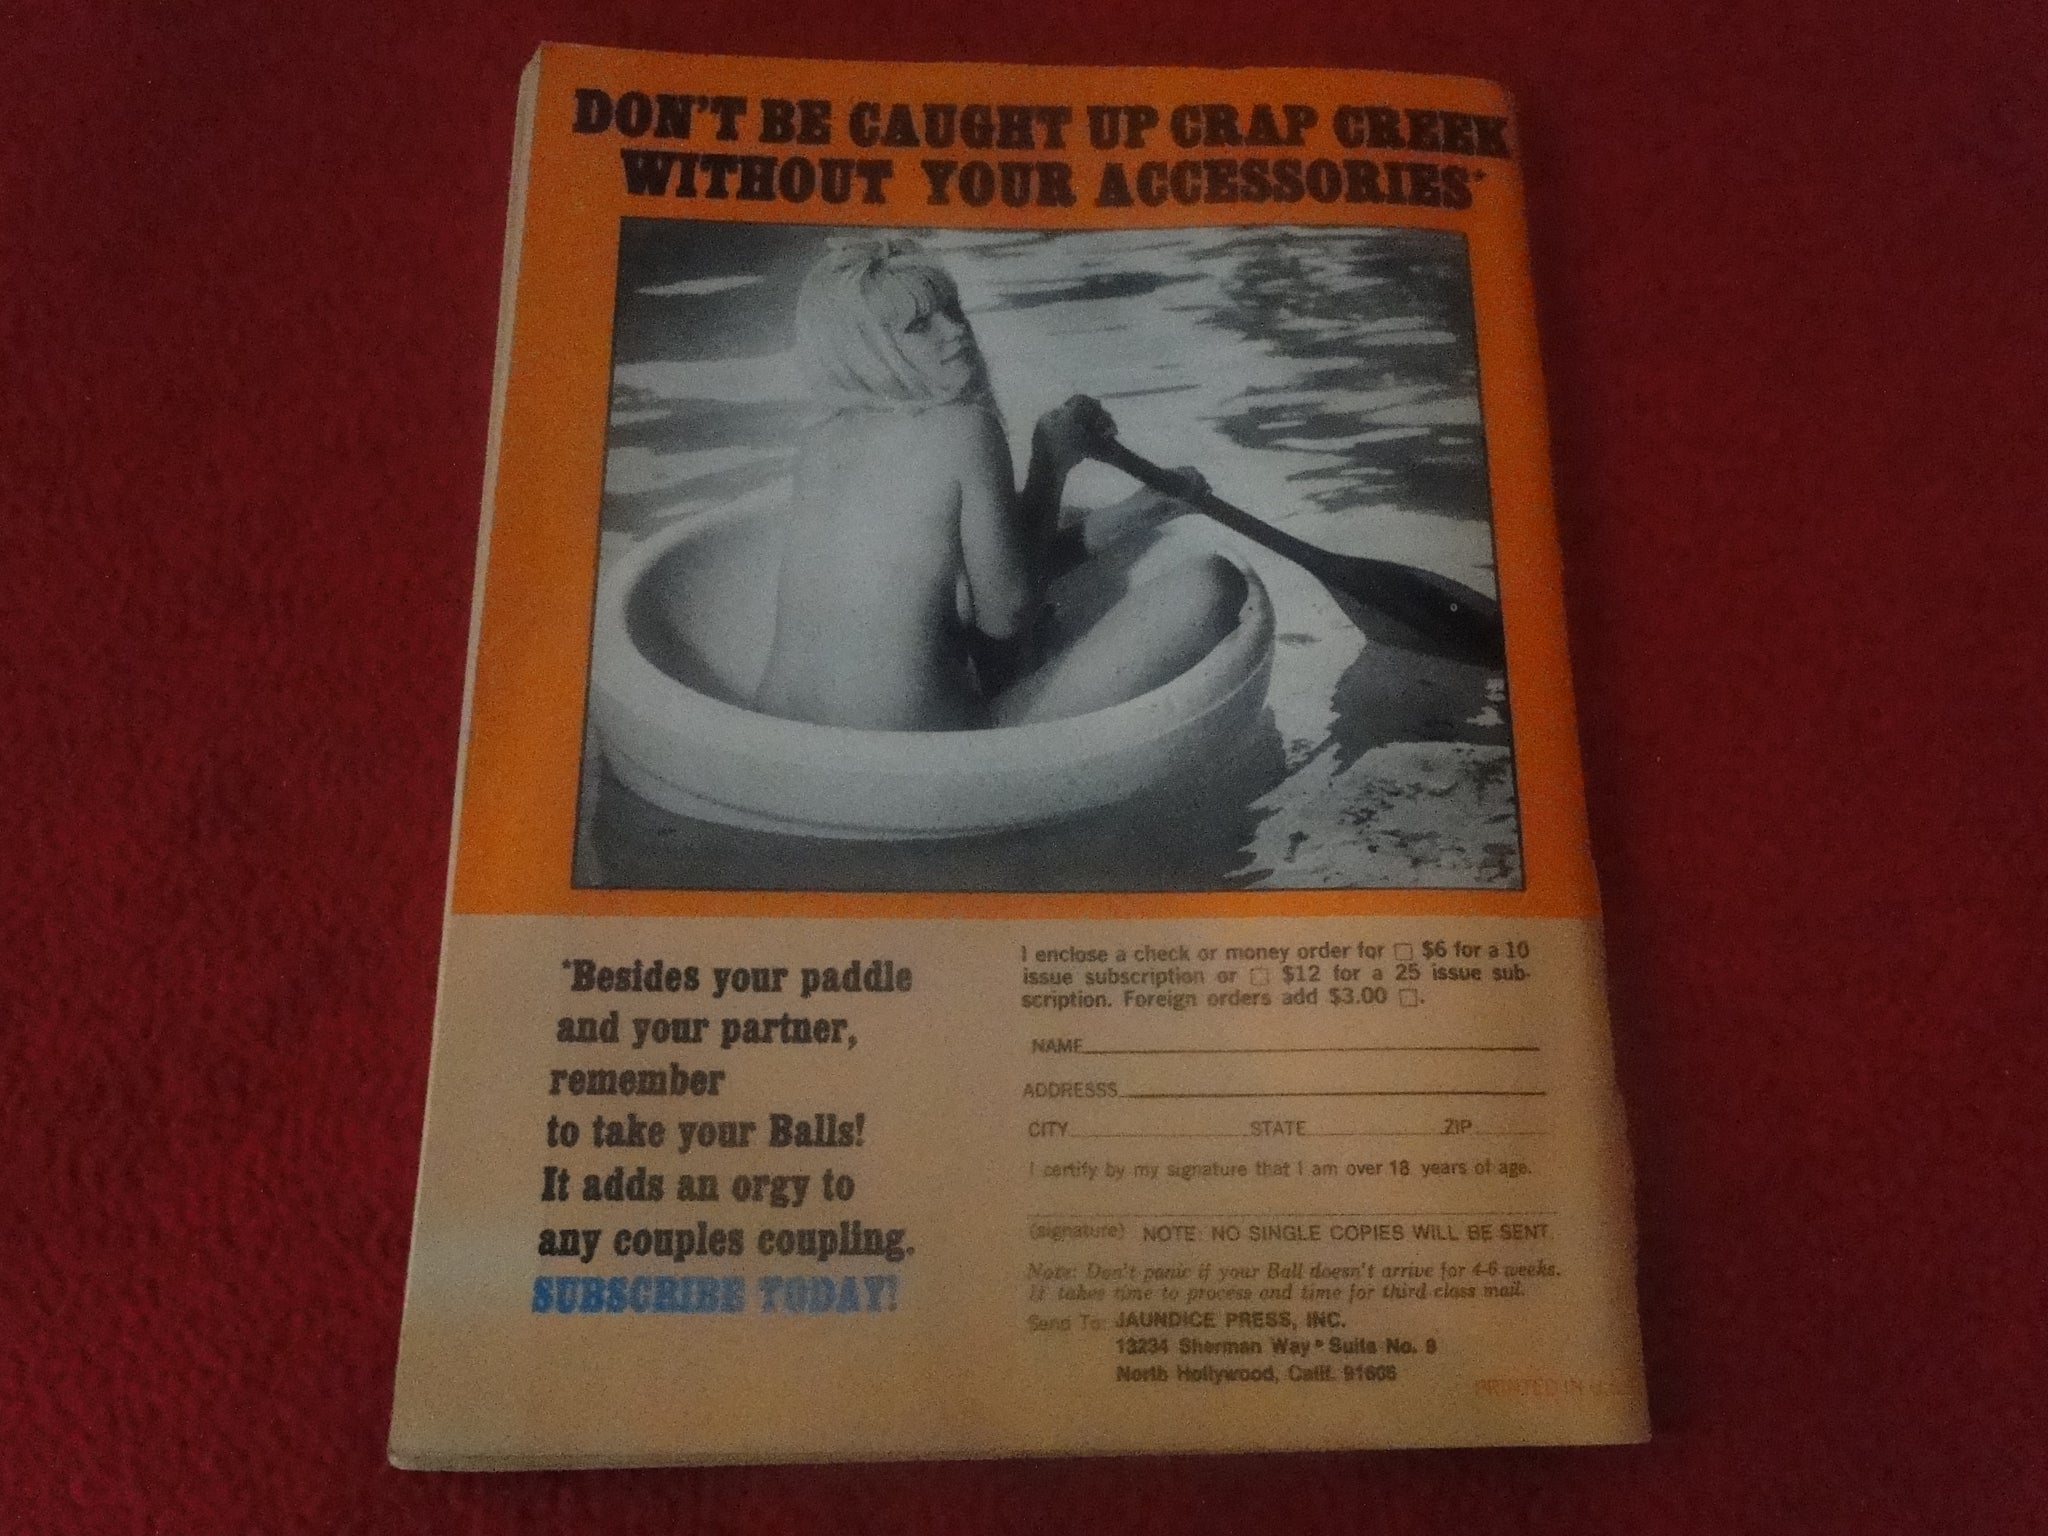 DON'T BE CAUGHT UP CRAP CREEK
WITHOUT YOUR ACCESSORIES*
*Besides your paddle
and your partner,
remember
to take your Balls!
It adds an orgy to
any couples coupling.
SUBSCRIBE TODAY!
I enclose a check or money order for □ $6 for a 10
issue subscription or □ $12 for a 25 issue sub-
scription. Foreign orders add $3.00 □.
NAME
ADDRESSS
CITY STATE ZIP
I certify by my signature that I am over 18 years of age.
(signature) NOTE: NO SINGLE COPIES WILL BE SENT
Note: Don't panic if your Ball doesn't arrive for 4-6 weeks.
It takes time to process and time for third class mail.
Send To: JAUNDICE PRESS, INC.
13234 Sherman Way • Suite No. 9
North Hollywood, Calif.
PRINTED IN